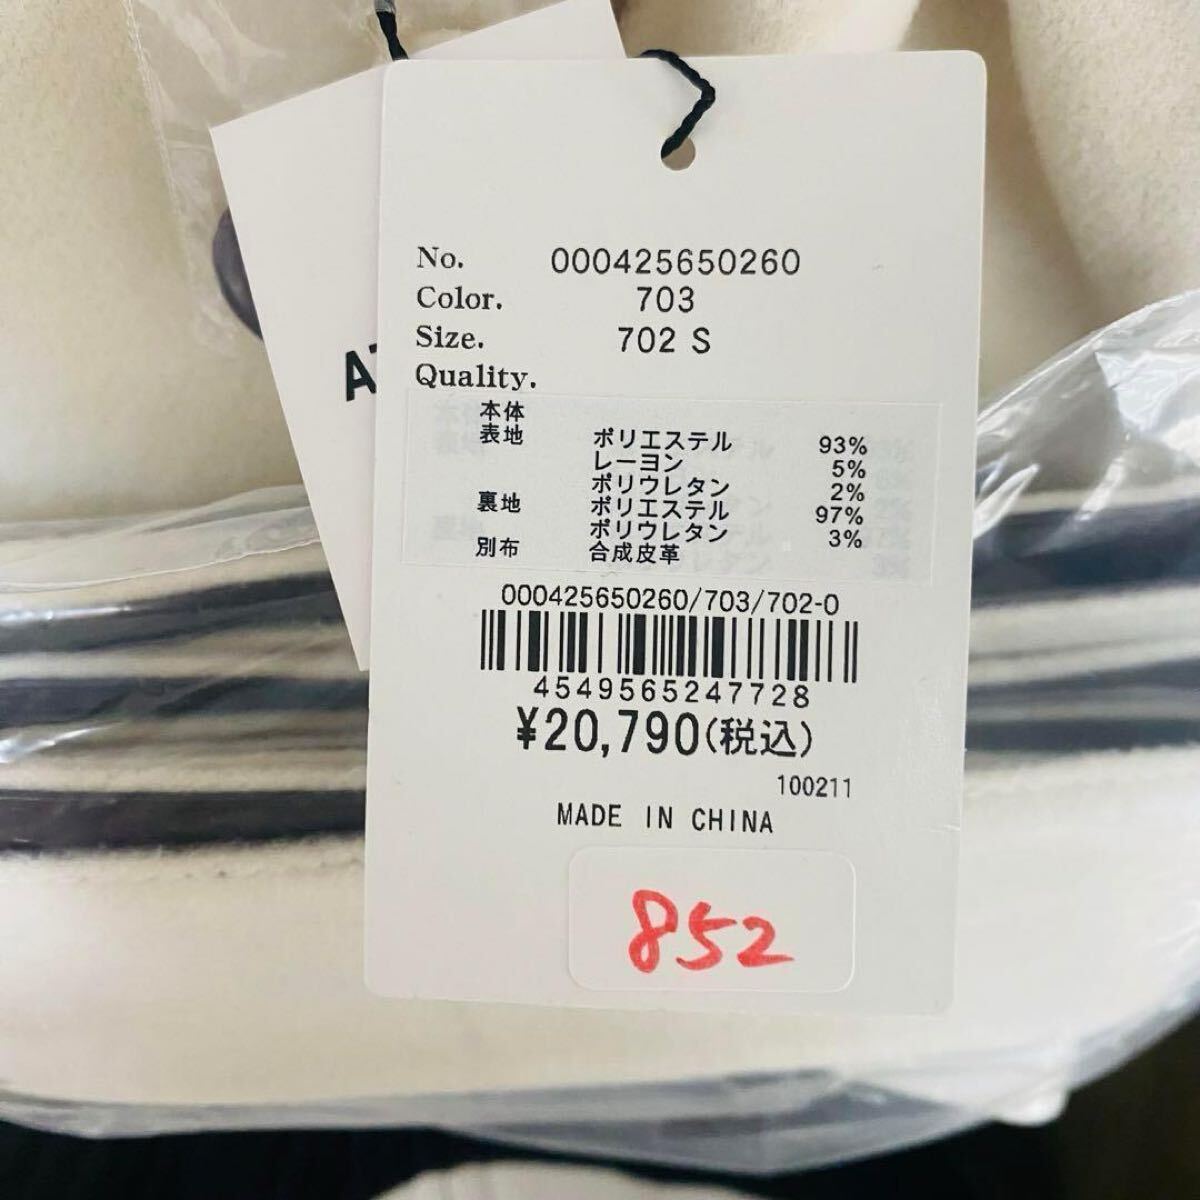 No. 000425650260
Color. 703
Size. 702 S
Quality.
本体
表地 ポリエステル 93%
レーヨン 5%
ポリウレタン 2%
裏地 ポリエステル 97%
ポリウレタン 3%
別布 合成皮革
000425650260/703/702-0
4549565247728
¥20,790(税込)
100211
MADE IN CHINA
852